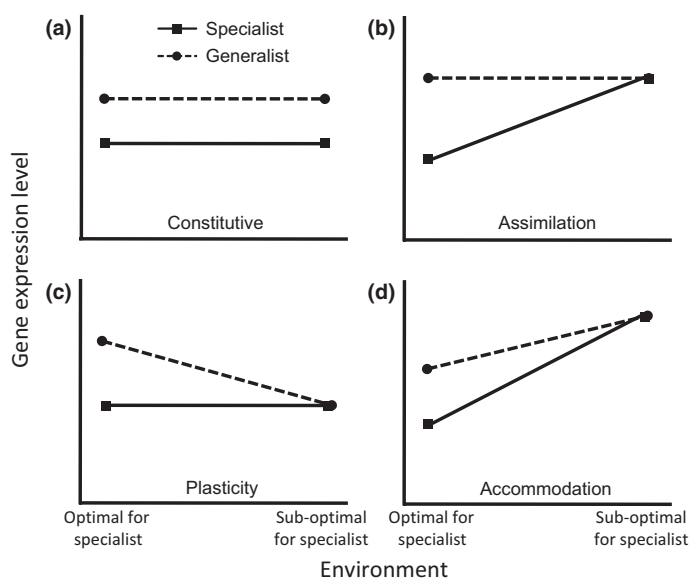 (a)
Specialist
Generalist
Constitutive
(b)
Assimilation
Gene expression level
(c)
Plasticity
(d)
Accommodation
Optimal for
specialist
Sub-optimal
for specialist
Optimal for
specialist
Sub-optimal
for specialist
Environment